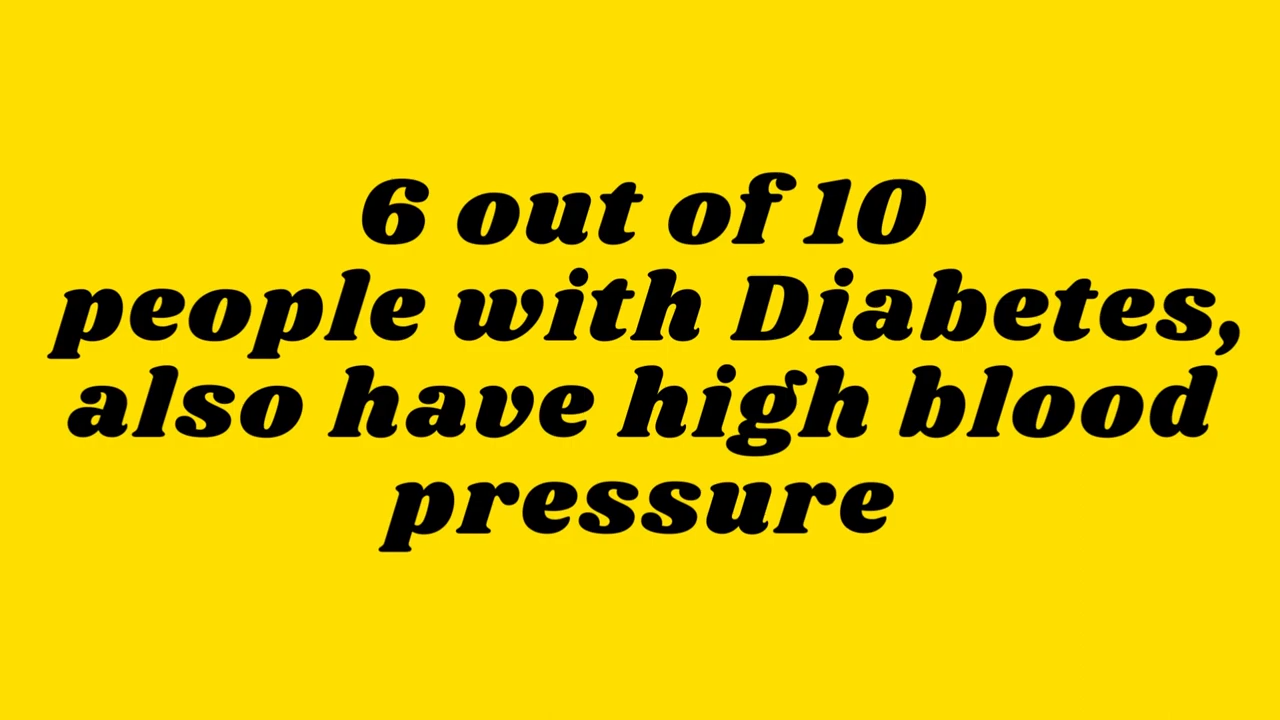 6 out of 10
people with Diabetes,
also have high blood
pressure